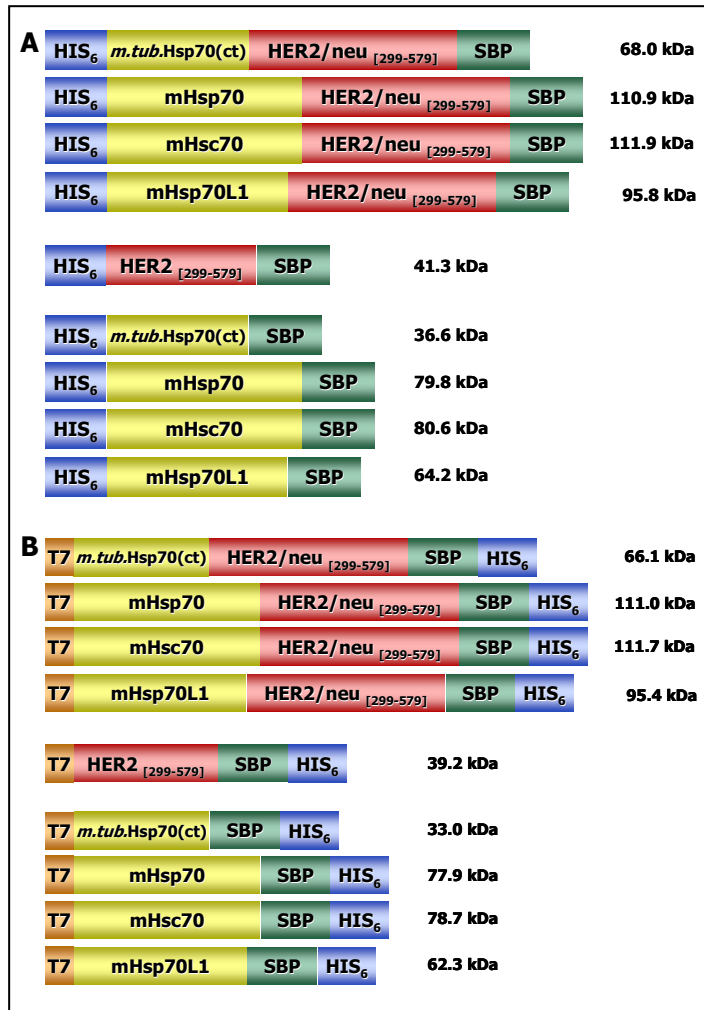 A HIS6 m.tub.Hsp70(ct) HER2/neu [299-579] SBP 68.0 kDa
HIS6 mHsp70 HER2/neu [299-579] SBP 110.9 kDa
HIS6 mHsc70 HER2/neu [299-579] SBP 111.9 kDa
HIS6 mHsp70L1 HER2/neu [299-579] SBP 95.8 kDa
HIS6 HER2 [299-579] SBP 41.3 kDa
HIS6 m.tub.Hsp70(ct) SBP 36.6 kDa
HIS6 mHsp70 SBP 79.8 kDa
HIS6 mHsc70 SBP 80.6 kDa
HIS6 mHsp70L1 SBP 64.2 kDa
B T7 m.tub.Hsp70(ct) HER2/neu [299-579] SBP HIS6 66.1 kDa
T7 mHsp70 HER2/neu [299-579] SBP HIS6 111.0 kDa
T7 mHsc70 HER2/neu [299-579] SBP HIS6 111.7 kDa
T7 mHsp70L1 HER2/neu [299-579] SBP HIS6 95.4 kDa
T7 HER2 [299-579] SBP HIS6 39.2 kDa
T7 m.tub.Hsp70(ct) SBP HIS6 33.0 kDa
T7 mHsp70 SBP HIS6 77.9 kDa
T7 mHsc70 SBP HIS6 78.7 kDa
T7 mHsp70L1 SBP HIS6 62.3 kDa